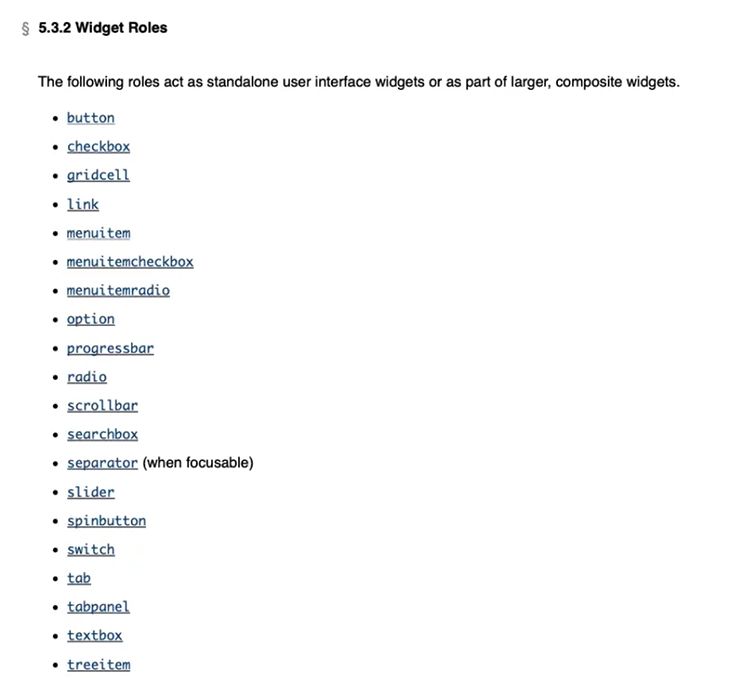 § 5.3.2 Widget Roles
The following roles act as standalone user interface widgets or as part of larger, composite widgets.
• button
• checkbox
• gridcell
• link
• menuitem
• menuitemcheckbox
• menuitemradio
• option
• progressbar
• radio
• scrollbar
• searchbox
• separator (when focusable)
• slider
• spinbutton
• switch
• tab
• tabpanel
• textbox
• treeitem